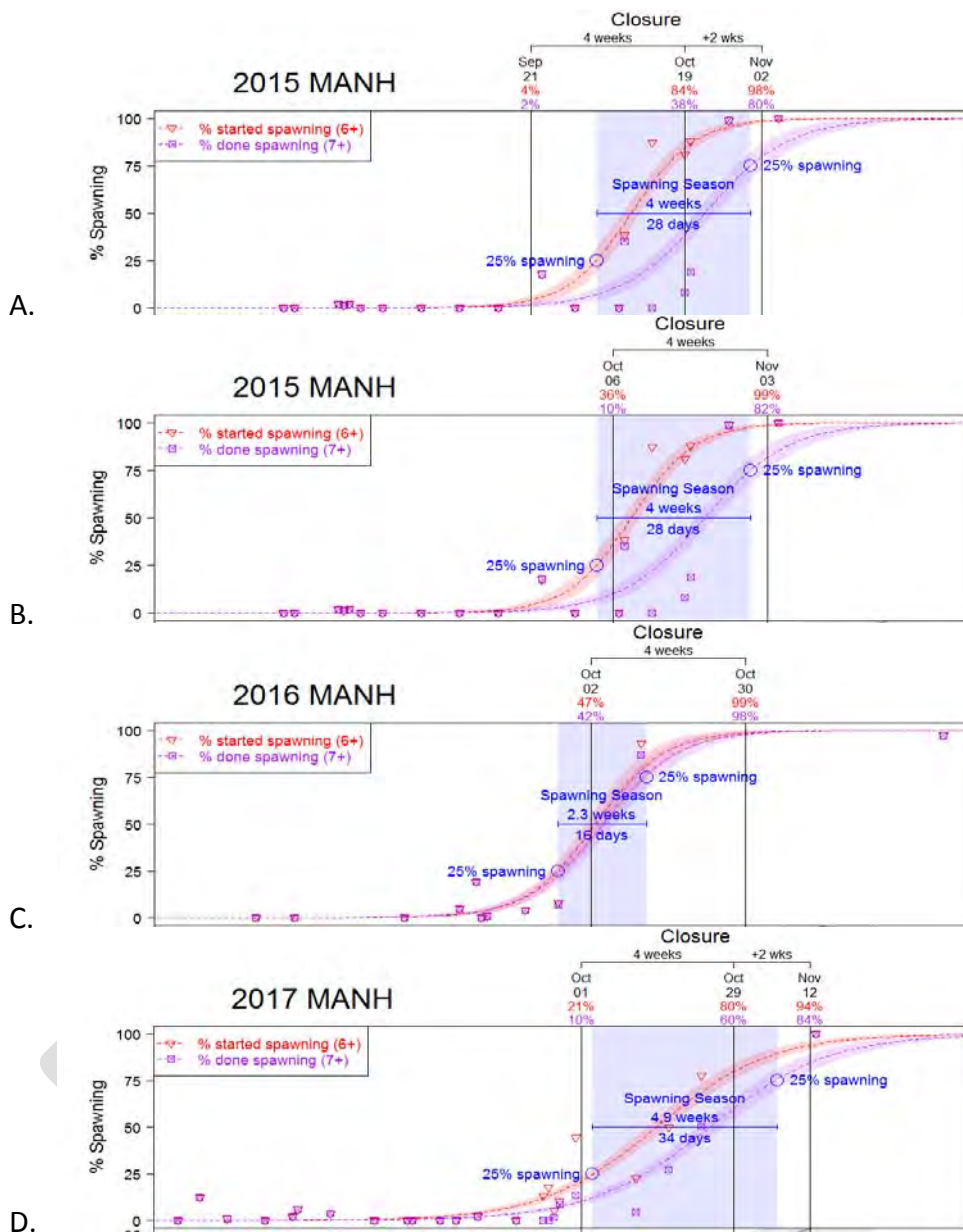 Closure
4 weeks +2 wks
Sep Oct Nov
21 19 02
2015 MANH
4% 84% 98%
2% 38% 80%
% started spawning (6+)
% done spawning (7+)
100
75
50
25
0
% Spawning
25% spawning
Spawning Season
4 weeks
28 days
25% spawning
A.
Closure
4 weeks
Oct Nov
06 03
2015 MANH
36% 99%
10% 82%
% started spawning (6+)
% done spawning (7+)
100
75
50
25
0
% Spawning
25% spawning
Spawning Season
4 weeks
28 days
25% spawning
B.
Closure
4 weeks
Oct Oct
02 30
2016 MANH
47% 99%
42% 98%
% started spawning (6+)
% done spawning (7+)
100
75
50
25
0
% Spawning
25% spawning
Spawning Season
2.3 weeks
16 days
25% spawning
C.
Closure
4 weeks +2 wks
Oct Oct Nov
01 29 12
2017 MANH
21% 80% 94%
10% 60% 84%
% started spawning (6+)
% done spawning (7+)
100
75
50
25
0
% Spawning
25% spawning
Spawning Season
4.9 weeks
34 days
25% spawning
D.